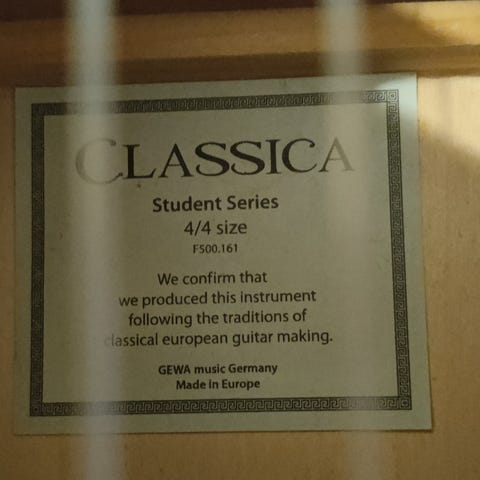 CLASSICA
Student Series
4/4 size
F500.161
We confirm that
we produced this instrument
following the traditions of
classical european guitar making.
GEWA music Germany
Made in Europe